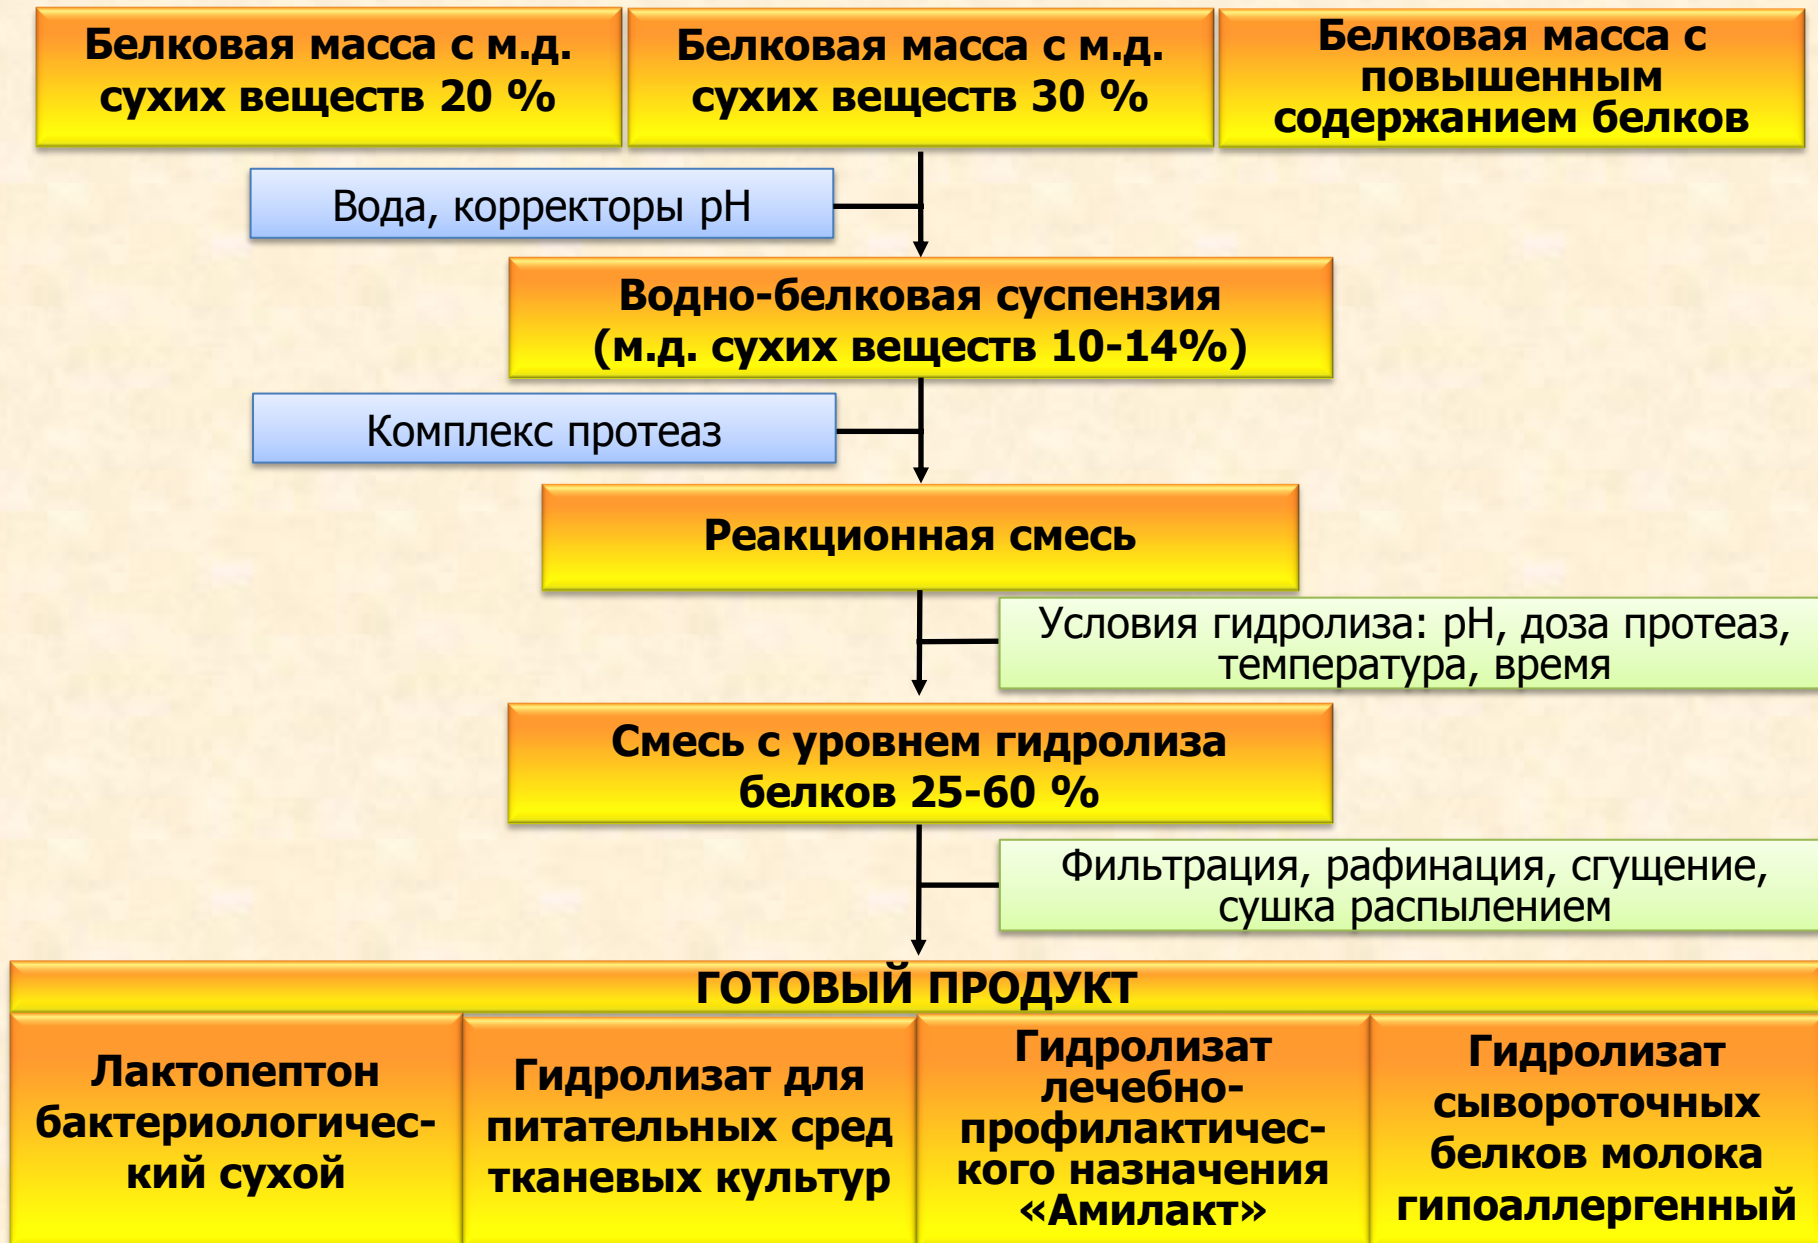 Белковая масса с м.д.
сухих веществ 20 %
Белковая масса с м.д.
сухих веществ 30 %
Белковая масса с
повышенным
содержанием белков
Вода, корректоры pH
Водно-белковая суспензия
(м.д. сухих веществ 10-14%)
Комплекс протеаз
Реакционная смесь
Условия гидролиза: pH, доза протеаз,
температура, время
Смесь с уровнем гидролиза
белков 25-60 %
Фильтрация, рафинация, сгущение,
сушка распылением
ГОТОВЫЙ ПРОДУКТ
Лактопептон
бактериологичес-
кий сухой
Гидролизат для
питательных сред
тканевых культур
Гидролизат
лечебно-
профилактичес-
кого назначения
«Амилакт»
Гидролизат
сывороточных
белков молока
гипоаллергенный